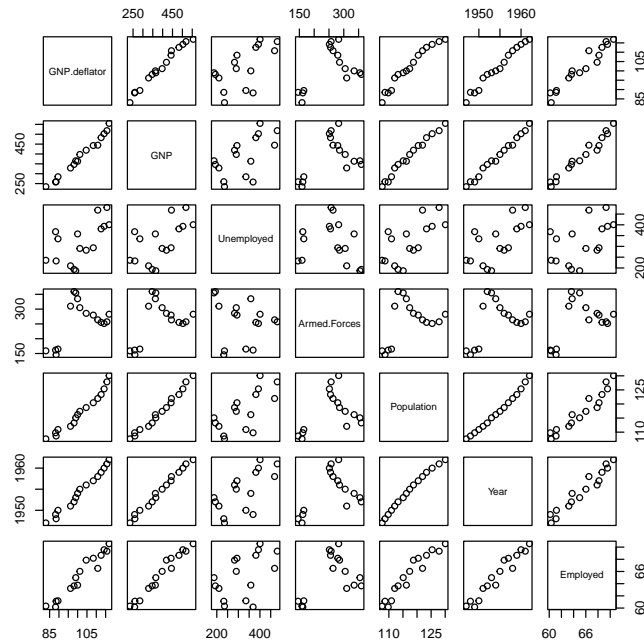 250 450 150 300 1950 1960
GNP.deflator
85 105
250 450
GNP
Unemployed
200 400
150 300
Armed.Forces
Population
110 125
1950 1960
Year
Employed
60 66
85 105 200 400 110 125 60 66